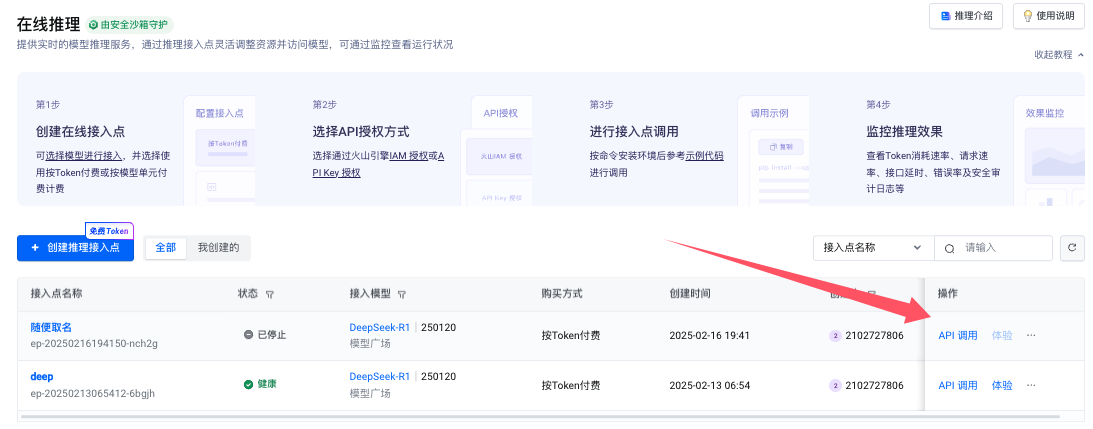 在线推理 由安全沙箱守护
推理介绍 使用说明
提供实时的模型推理服务，通过推理接入点灵活调整资源并访问模型，可通过监控查看运行状况
收起教程
第1步
创建在线接入点
可选择模型进行接入，并选择使
用按Token付费或按模型单元付
费计费
配置接入点
按Token付费
第2步
选择API授权方式
选择通过火山引擎IAM 授权或A
PI Key 授权
API授权
火山IAM 授权
API Key 授权
第3步
进行接入点调用
按命令安装环境后参考示例代码
进行调用
调用示例
复制
pip install
第4步
监控推理效果
查看Token消耗速率、请求速
率、接口延时、错误率及安全审
计日志等
效果监控
免费Token
+ 创建推理接入点 全部 我创建的 接入点名称 请输入
接入点名称 状态 接入模型 购买方式 创建时间 操作
随便取名 已停止 DeepSeek-R1 | 250120 按Token付费 2025-02-16 19:41 2 2102727806 API 调用 体验 ···
ep-20250216194150-nch2g 模型广场
deep 健康 DeepSeek-R1 | 250120 按Token付费 2025-02-13 06:54 2 2102727806 API 调用 体验 ···
ep-20250213065412-6bgjh 模型广场